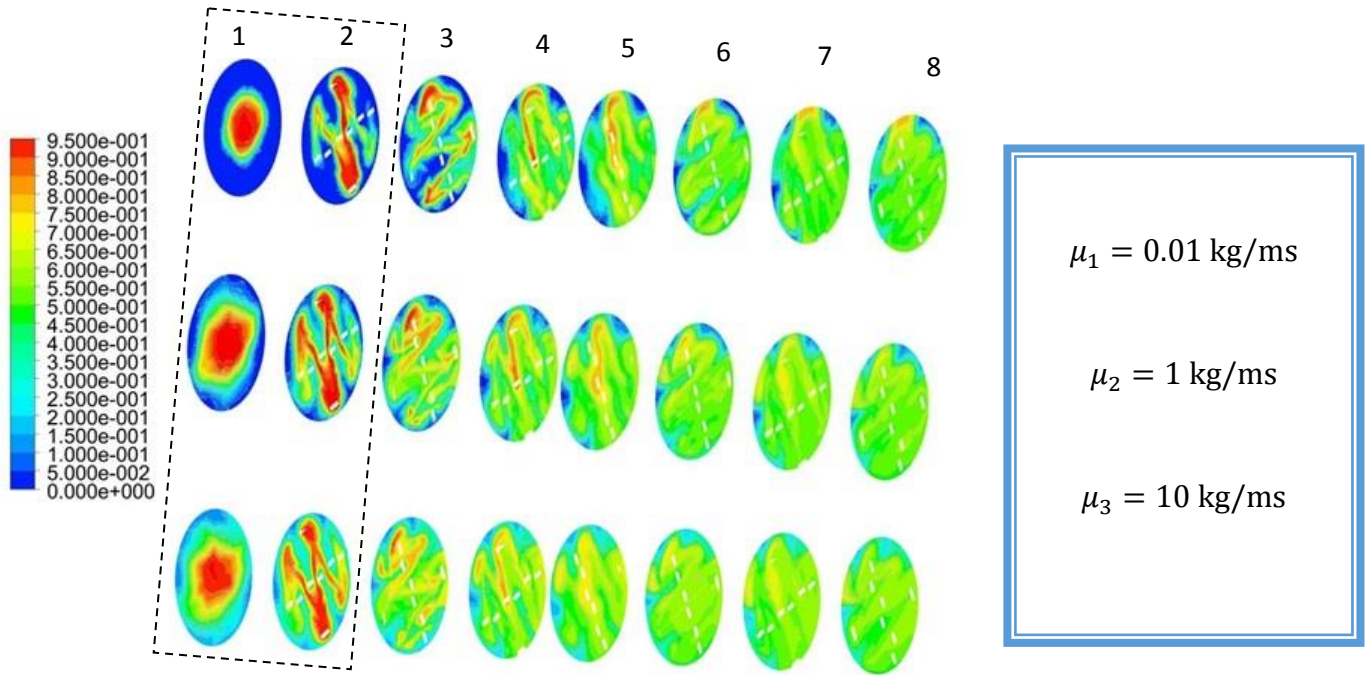 1 2 3 4 5 6 7 8
9.500e-001
9.000e-001
8.500e-001
8.000e-001
7.500e-001
7.000e-001
6.500e-001
6.000e-001
5.500e-001
5.000e-001
4.500e-001
4.000e-001
3.500e-001
3.000e-001
2.500e-001
2.000e-001
1.500e-001
1.000e-001
5.000e-002
0.000e+000
μ₁ = 0.01 kg/ms
μ₂ = 1 kg/ms
μ₃ = 10 kg/ms